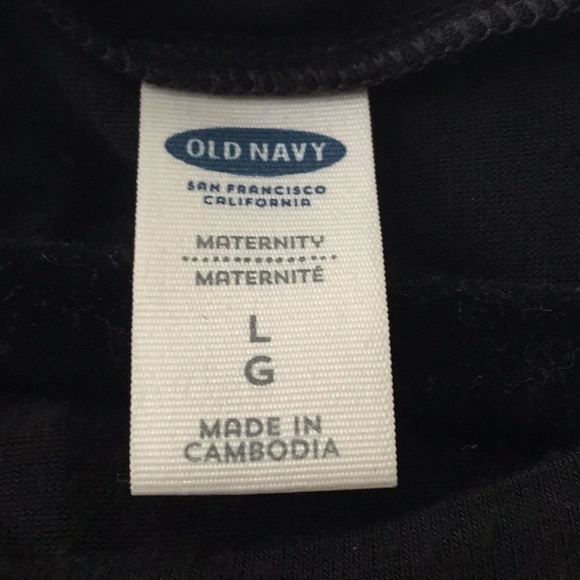 OLD NAVY
SAN FRANCISCO
CALIFORNIA
MATERNITY
MATERNITÉ
L
G
MADE IN
CAMBODIA